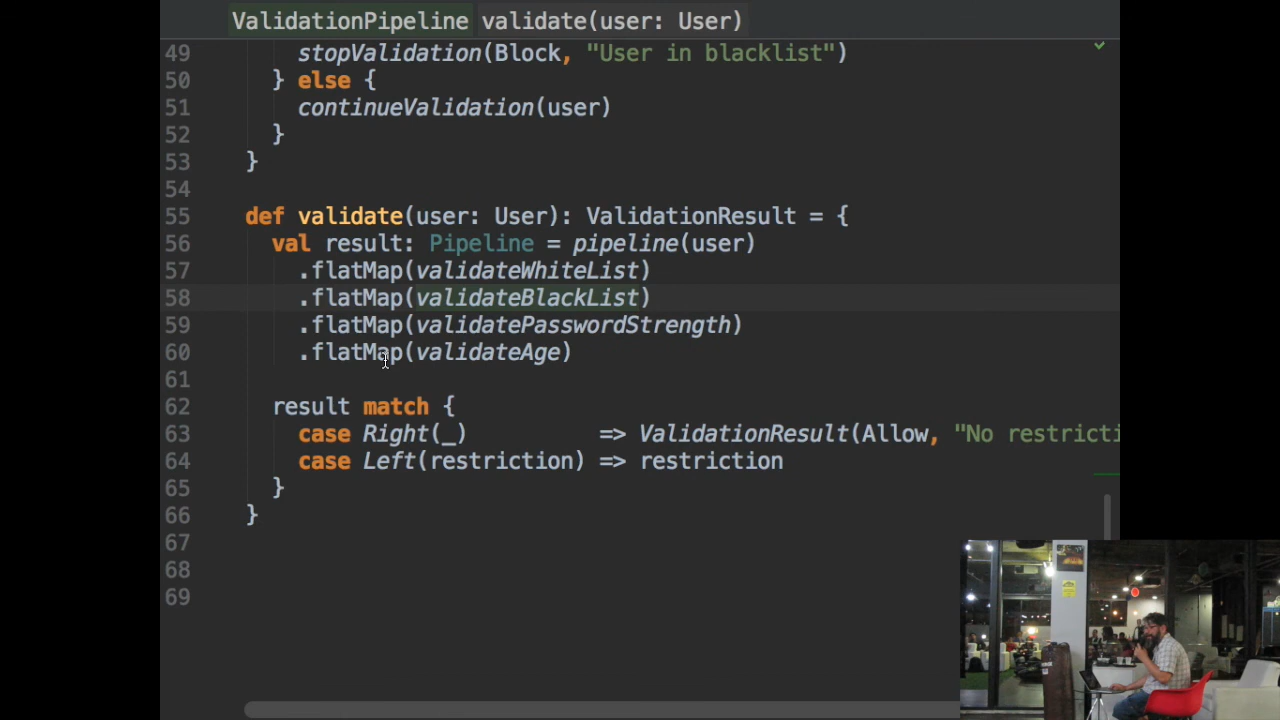 ValidationPipeline validate(user: User)
49 stopValidation(Block, "User in blacklist")
50 } else {
51 continueValidation(user)
52 }
53 }
54
55 def validate(user: User): ValidationResult = {
56 val result: Pipeline = pipeline(user)
57 .flatMap(validateWhiteList)
58 .flatMap(validateBlackList)
59 .flatMap(validatePasswordStrength)
60 .flatMap(validateAge)
61
62 result match {
63 case Right(_) => ValidationResult(Allow, "No restricti
64 case Left(restriction) => restriction
65 }
66 }
67
68
69